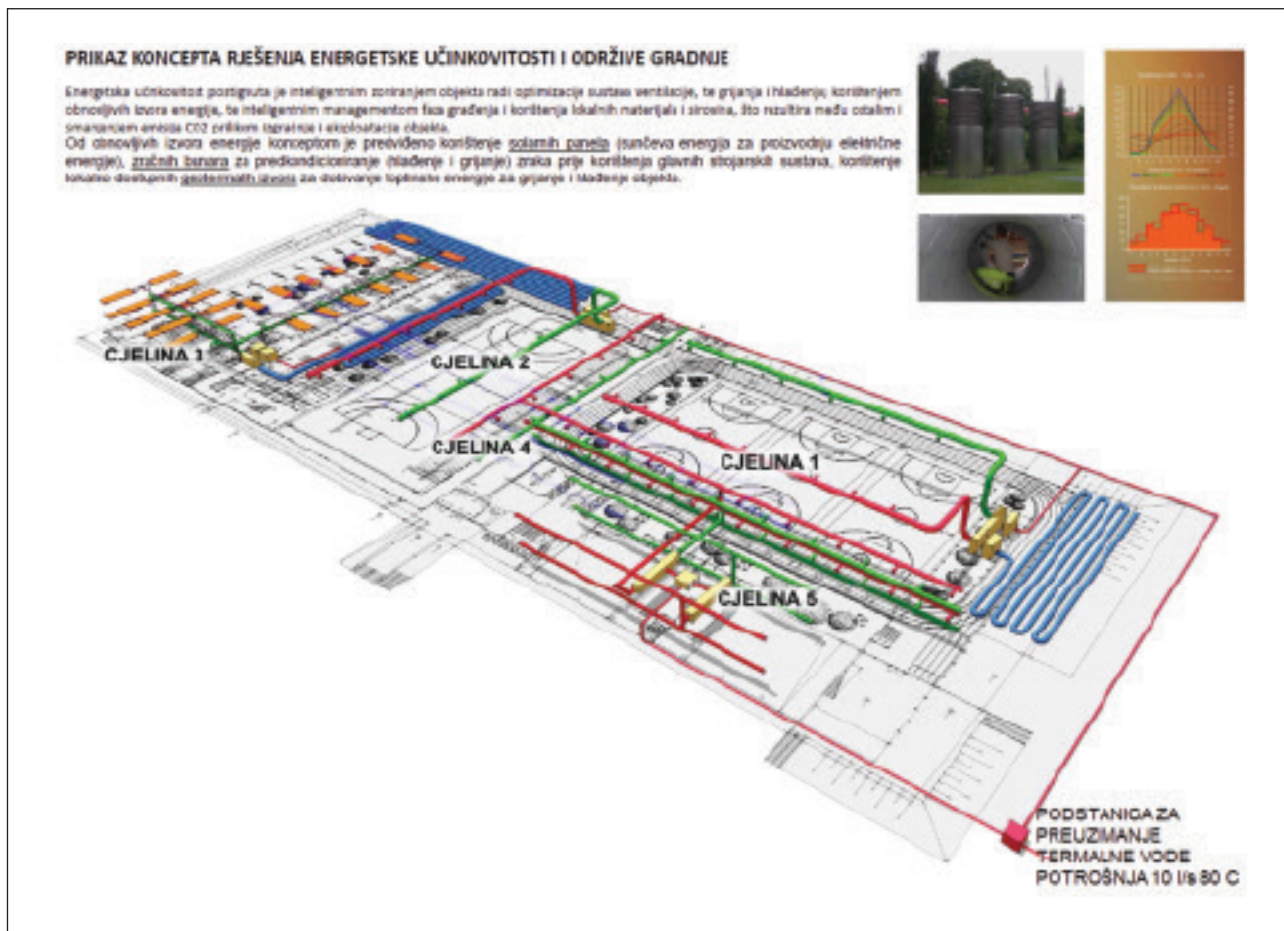 PRIKAZ KONCEPTA RJEŠENJA ENERGETSKE UČINKOVITOSTI I ODRŽIVE GRADNJE
Energetska učinkovitost postignuta je inteligentnim zoniranjem objekta radi optimizacije sustava ventilacije, te grijanja i hlađenja; korištenjem
obnovljivih izvora energije, te inteligentnim managementom faza građenja i korištenja lokalnih materijala i sirovina, što rezultira među ostalim i
smanjenjem emisija CO2 prilikom izgradnje i eksploatacije objekta.
Od obnovljivih izvora energije konceptom je predviđeno korištenje solarnih panela (sunčeva energija za poizvodnju električne
energije), zračnih bunara za predkondicioniranje (hlađenje i grijanje) zraka prije korištenja glavnih strojarskih sustava, korištenje
lokalno dostupnih geotermalnih izvora za dobivanje toplinske energije za grijanje i hlađenje objekta.
CJELINA 3
CJELINA 2
CJELINA 4
CJELINA 1
CJELINA 5
PODSTANICA ZA
PREUZIMANJE
TERMALNE VODE
POTROŠNJA 10 l/s 80 C